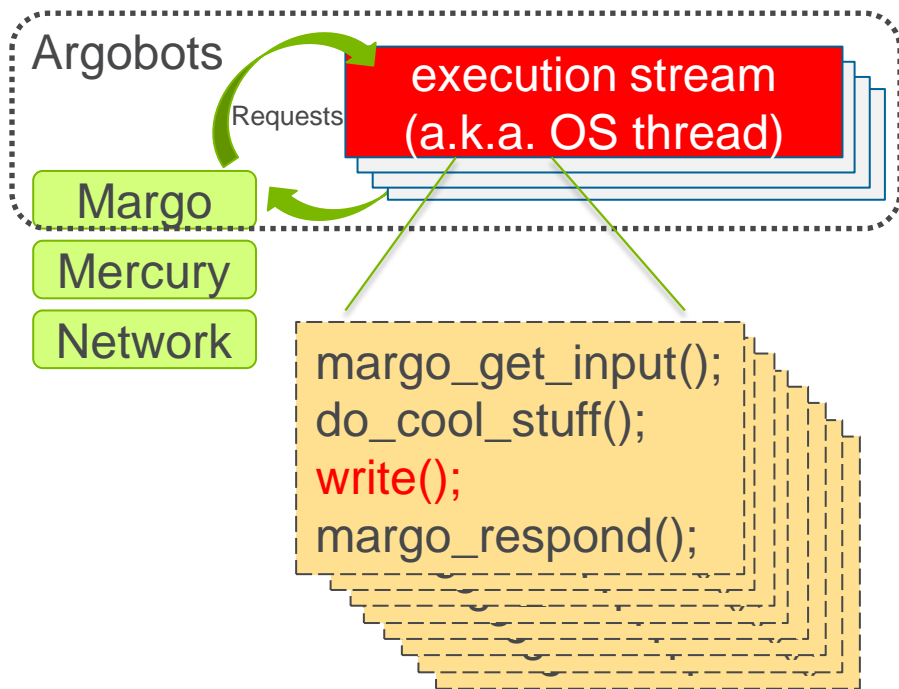 Argobots
Requests
execution stream
(a.k.a. OS thread)
Margo
Mercury
Network
margo_get_input();
do_cool_stuff();
write();
margo_respond();